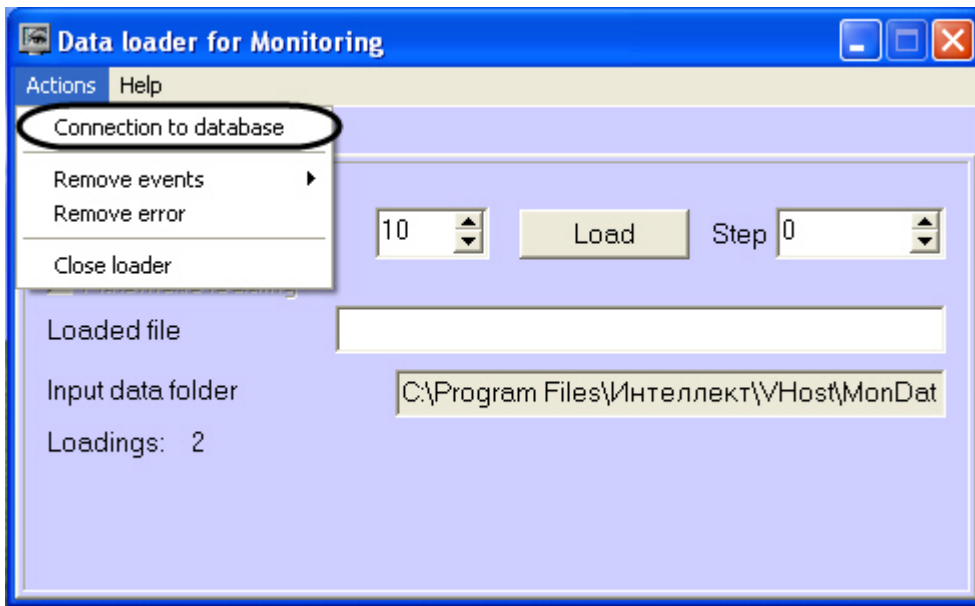 Data loader for Monitoring
Actions Help
Connection to database
Remove events
Remove error
Close loader
10 Load Step 0
Loaded file
Input data folder C:\Program Files\Интеллект\VHost\MonDat
Loadings: 2